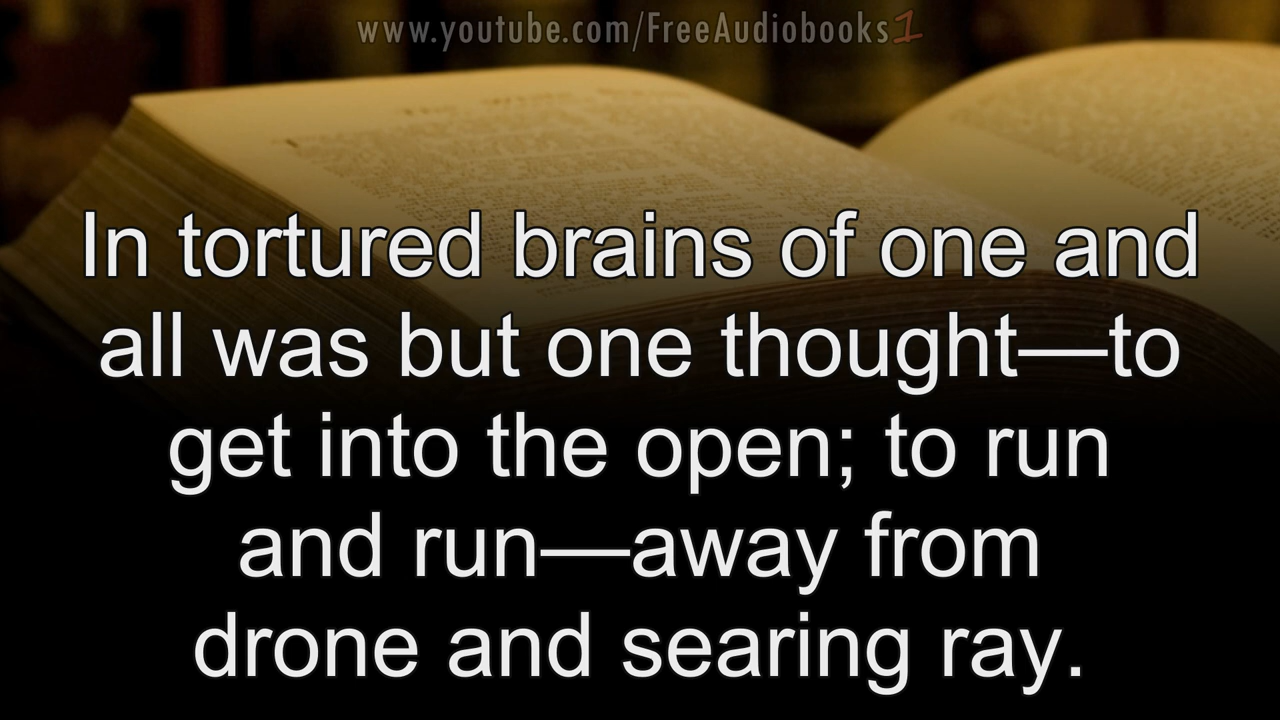 www.youtube.com/FreeAudiobooks1
In tortured brains of one and
all was but one thought—to
get into the open; to run
and run—away from
drone and searing ray.